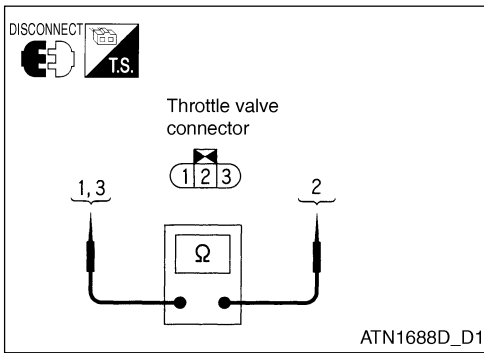 DISCONNECT
T.S.
Throttle valve
connector
1 2 3
1, 3
2
Ω
ATN1688D_D1